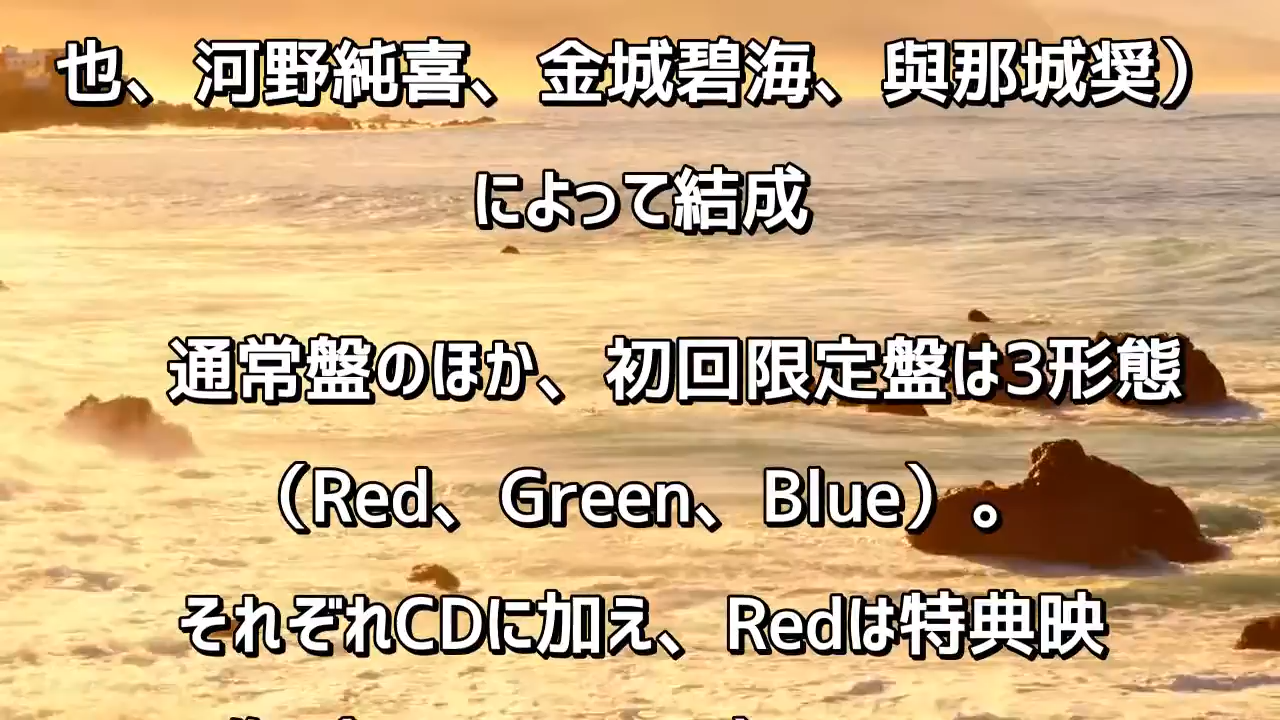 也、河野純喜、金城碧海、與那城奨）
によって結成
通常盤のほか、初回限定盤は3形態
（Red、Green、Blue）。
それぞれCDに加え、Redは特典映